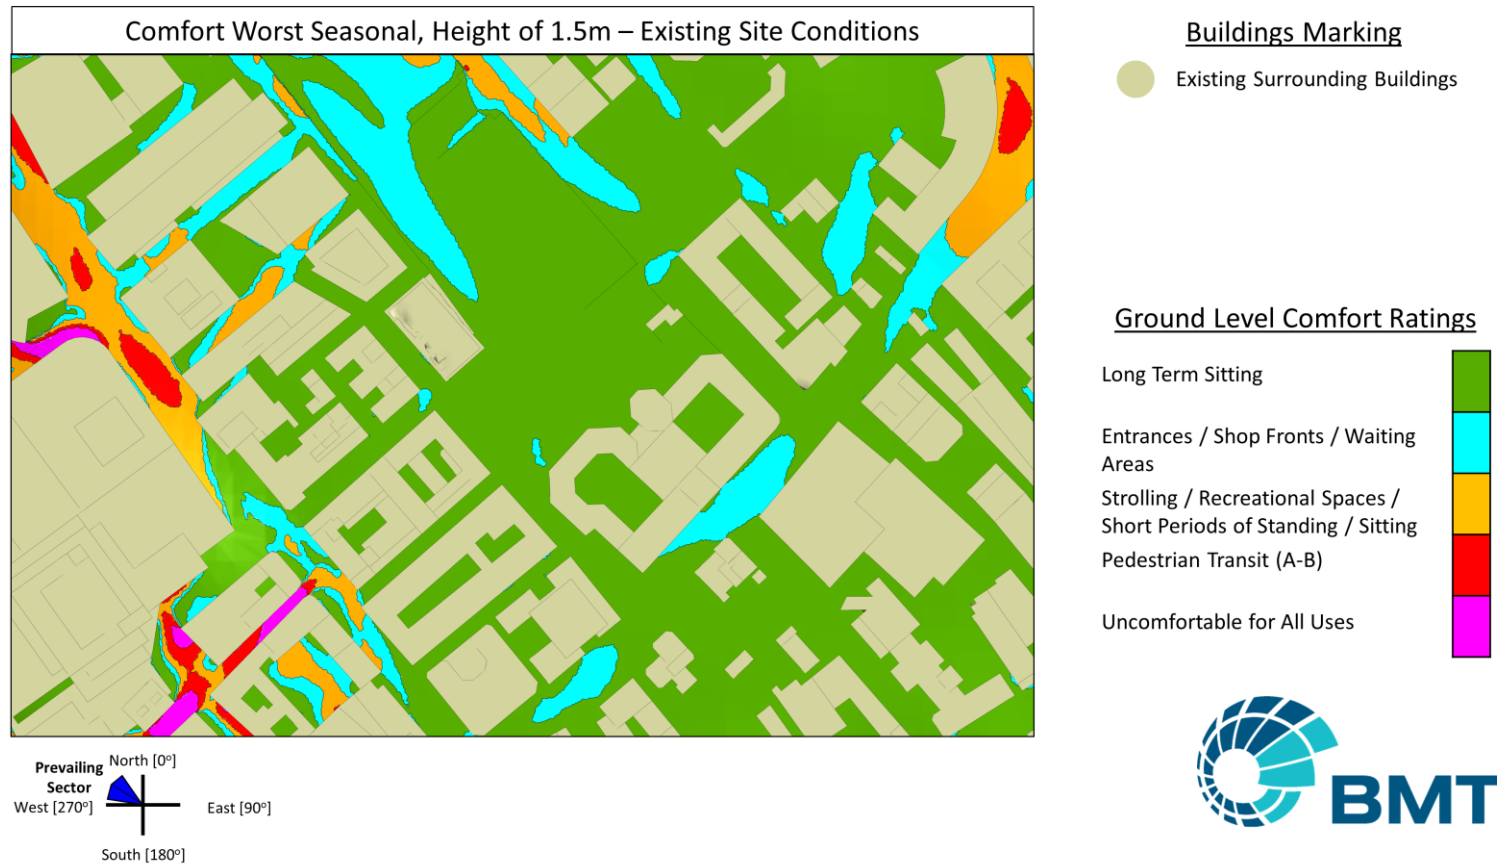 Comfort Worst Seasonal, Height of 1.5m – Existing Site Conditions
Buildings Marking
Existing Surrounding Buildings
Ground Level Comfort Ratings
Long Term Sitting
Entrances / Shop Fronts / Waiting
Areas
Strolling / Recreational Spaces /
Short Periods of Standing / Sitting
Pedestrian Transit (A-B)
Uncomfortable for All Uses
North [0°]
Prevailing
Sector
West [270°]
East [90°]
South [180°]
BMT